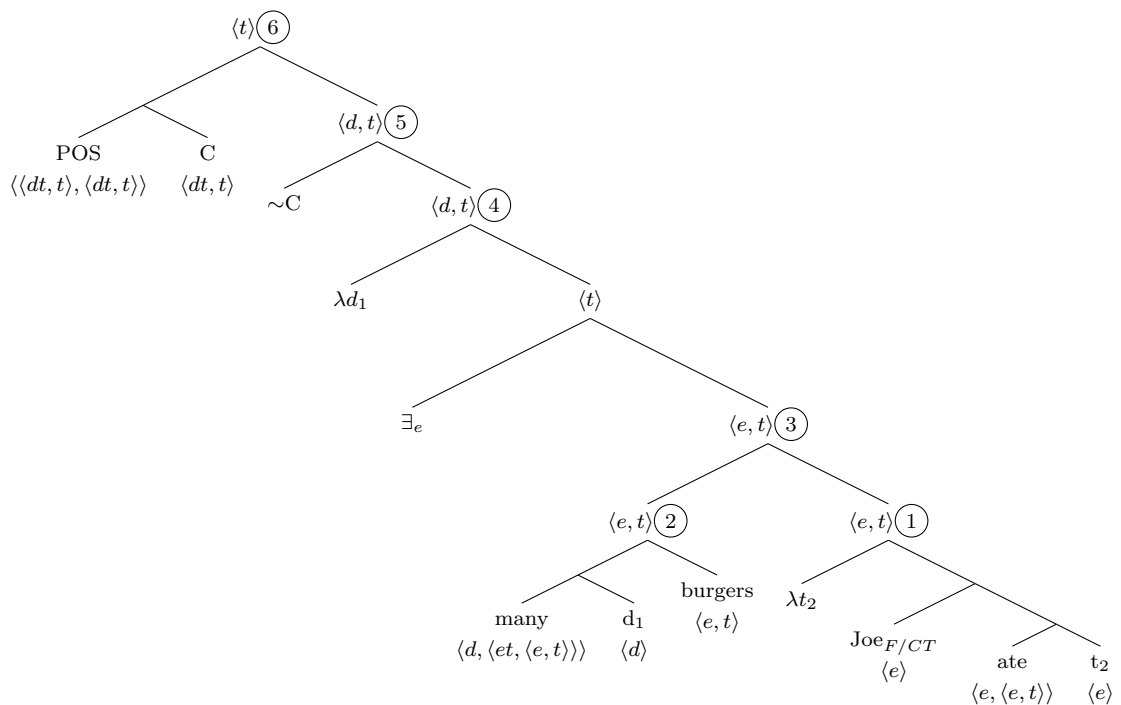 ⟨t⟩ 6
⟨d, t⟩ 5
POS C
⟨⟨dt, t⟩, ⟨dt, t⟩⟩ ⟨dt, t⟩
∼C ⟨d, t⟩ 4
λd₁ ⟨t⟩
∃ₑ ⟨e, t⟩ 3
⟨e, t⟩ 2 ⟨e, t⟩ 1
burgers λt₂
⟨e, t⟩
many d₁
⟨d, ⟨et, ⟨e, t⟩⟩⟩ ⟨d⟩
Joe_{F/CT}
⟨e⟩
ate t₂
⟨e, ⟨e, t⟩⟩ ⟨e⟩